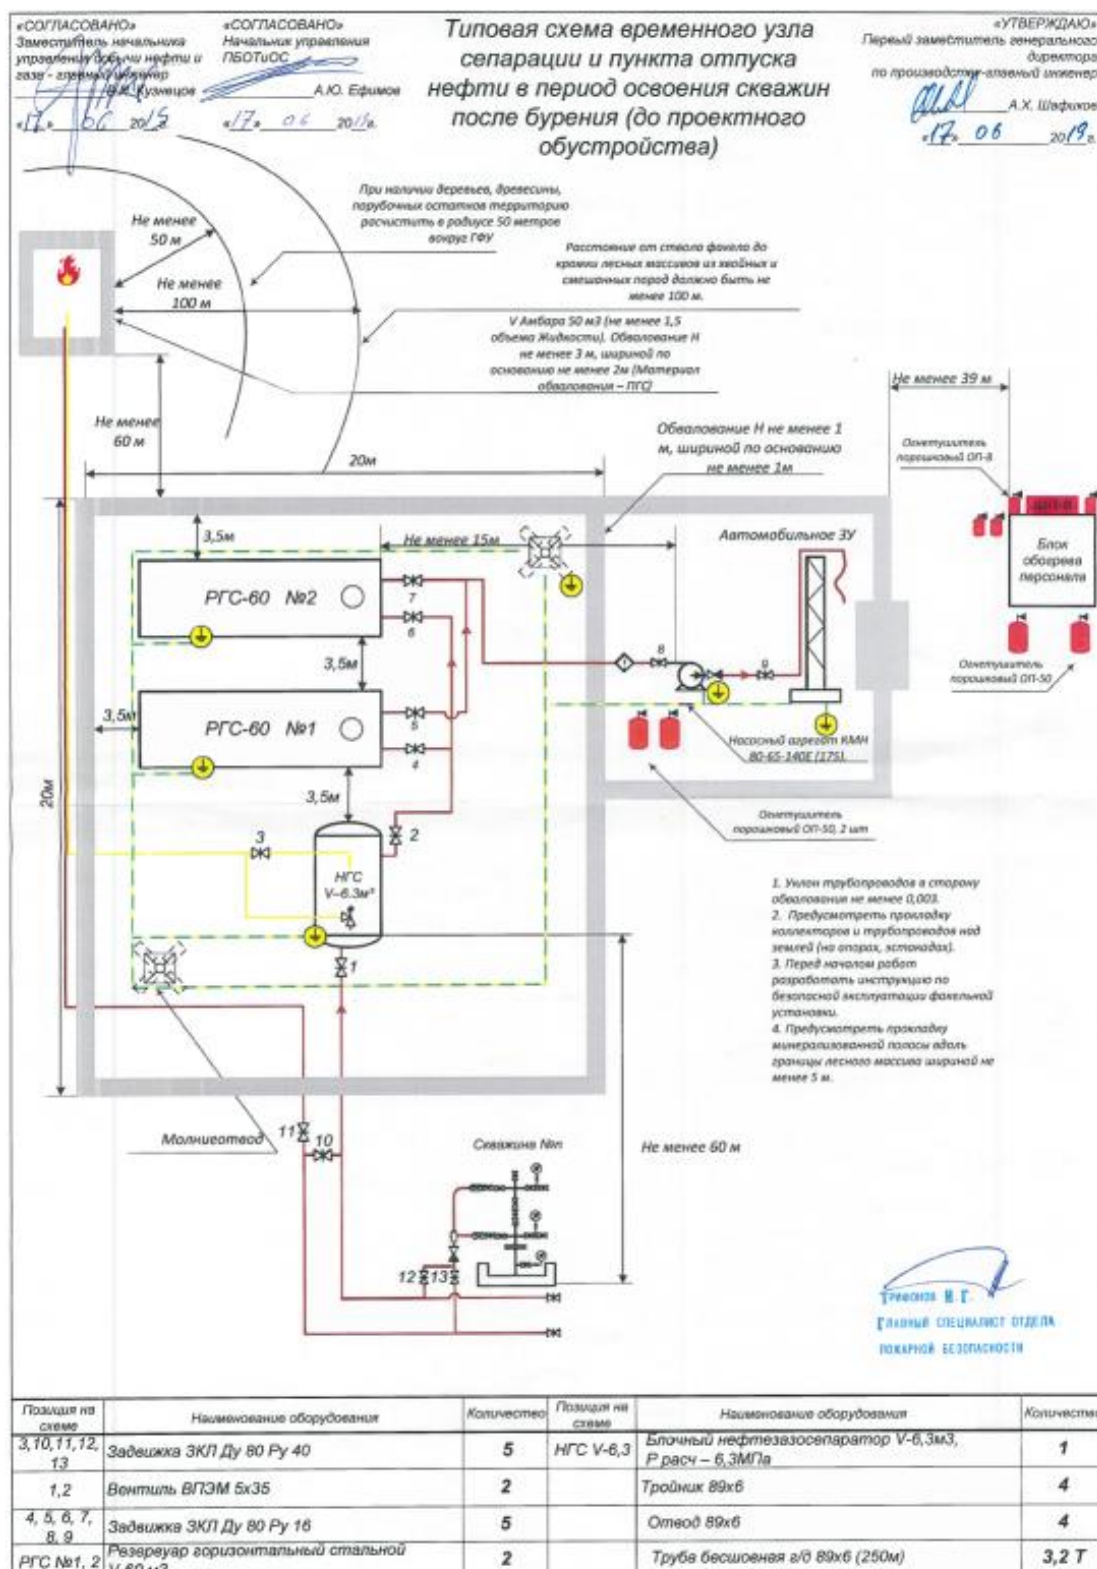 «СОГЛАСОВАНО»
Заместитель начальника
управления добычи нефти и
газа - главный инженер
Кузнецов
«17» 06 2019
«СОГЛАСОВАНО»
Начальник управления
ПБОТиОС
А.Ю. Ефимов
«17» 06 2019г.
Типовая схема временного узла
сепарации и пункта отпуска
нефти в период освоения скважин
после бурения (до проектного
обустройства)
«УТВЕРЖДАЮ»
Первый заместитель генерального
директора
по производству-главный инженер
А.Х. Шафиков
«17» 06 2019г.
При наличии деревьев, древесины,
порубочных остатков территорию
расчистить в радиусе 50 метров
вокруг ГФУ
Не менее
50 м
Не менее
100 м
Расстояние от ствола факела до
кромки лесных массивов из хвойных и
смешанных пород должно быть не
менее 100 м.
V Амбара 50 м3 (не менее 1,5
объема Жидкости). Обвалование Н
не менее 3 м, шириной по
основанию не менее 2м (Материал
обвалования – ПГС)
Не менее
60 м
Не менее 39 м
Обвалование Н не менее 1
м, шириной по основанию
не менее 1м
Огнетушитель
порошковый ОП-8
20м
3,5м
Не менее 15м
Автомобильное ЗУ
Блок
обогрева
персонала
РГС-60 №2
7
6
3,5м
8
9
Огнетушитель
порошковый ОП-50
3,5м
РГС-60 №1
5
4
Насосный агрегат КМН
80-65-140Е (175).
20м
3,5м
3
2
НГС
V–6.3м³
Огнетушитель
порошковый ОП-50, 2 шт
1
1. Уклон трубопроводов в сторону
обвалования не менее 0,003.
2. Предусмотреть прокладку
коллекторов и трубопроводов над
землей (на опорах, эстакадах).
3. Перед началом работ
разработать инструкцию по
безопасной эксплуатации факельной
установки.
4. Предусмотреть прокладку
минерализованной полосы вдоль
границы лесного массива шириной не
менее 5 м.
Молниеотвод
11
10
Скважина №п
Не менее 60 м
12
13
Трифонов М.Г.
Главный специалист отдела
пожарной безопасности
Позиция на схеме Наименование оборудования Количество Позиция на схеме Наименование оборудования Количество
3,10,11,12, 13 Задвижка ЗКЛ Ду 80 Ру 40 5 НГС V-6,3 Блочный нефтегазосепаратор V-6,3м3, Р расч – 6,3МПа 1
1,2 Вентиль ВПЭМ 5х35 2 Тройник 89х6 4
4, 5, 6, 7, 8, 9 Задвижка ЗКЛ Ду 80 Ру 16 5 Отвод 89х6 4
РГС №1, 2 Резервуар горизонтальный стальной 2 Труба бесшовная г/д 89х6 (250м) 3,2 Т